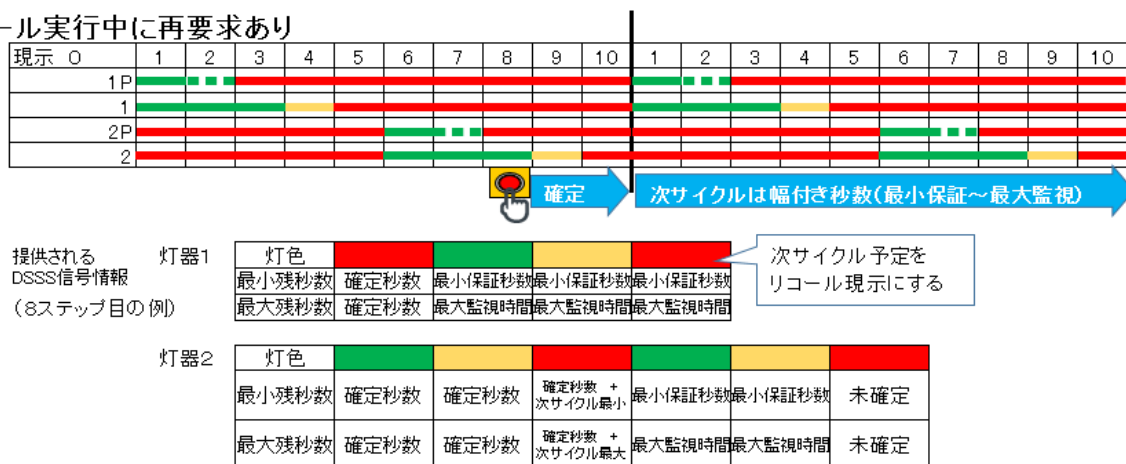 ール実行中に再要求あり
現示 0 1 2 3 4 5 6 7 8 9 10 1 2 3 4 5 6 7 8 9 10
1P
1
2P
2
確定
次サイクルは幅付き秒数(最小保証～最大監視)
提供される
DSSS信号情報
(8ステップ目の例)
灯器1
灯色
最小残秒数 確定秒数 最小保証秒数 最小保証秒数 最小保証秒数
最大残秒数 確定秒数 最大監視時間 最大監視時間 最大監視時間
次サイクル予定を
リコール現示にする
灯器2
灯色
最小残秒数 確定秒数 確定秒数 確定秒数 + 次サイクル最小 最小保証秒数 最小保証秒数 未確定
最大残秒数 確定秒数 確定秒数 確定秒数 + 次サイクル最大 最大監視時間 最大監視時間 未確定